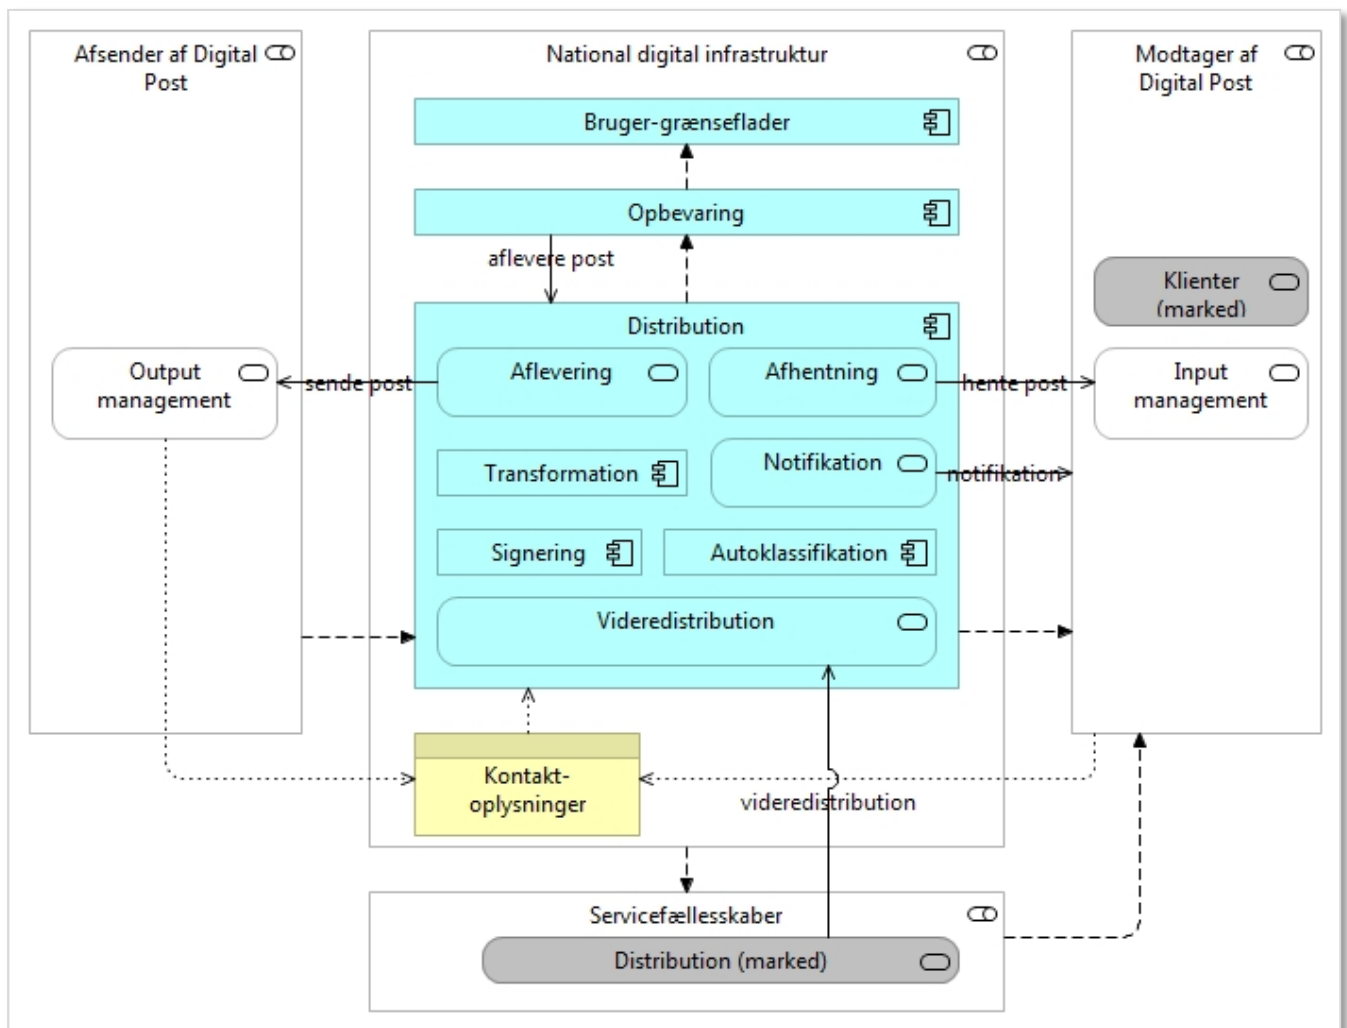 Afsender af Digital
Post
National digital infrastruktur
Modtager af
Digital Post
Bruger-grænseflader
Opbevaring
aflevere post
Klienter
(marked)
Distribution
Output
management
sende post
Aflevering
Afhentning
hente post
Input
management
Transformation
Notifikation
notifikation
Signering
Autoklassifikation
Videredistribution
Kontakt-
oplysninger
videredistribution
Servicefællesskaber
Distribution (marked)